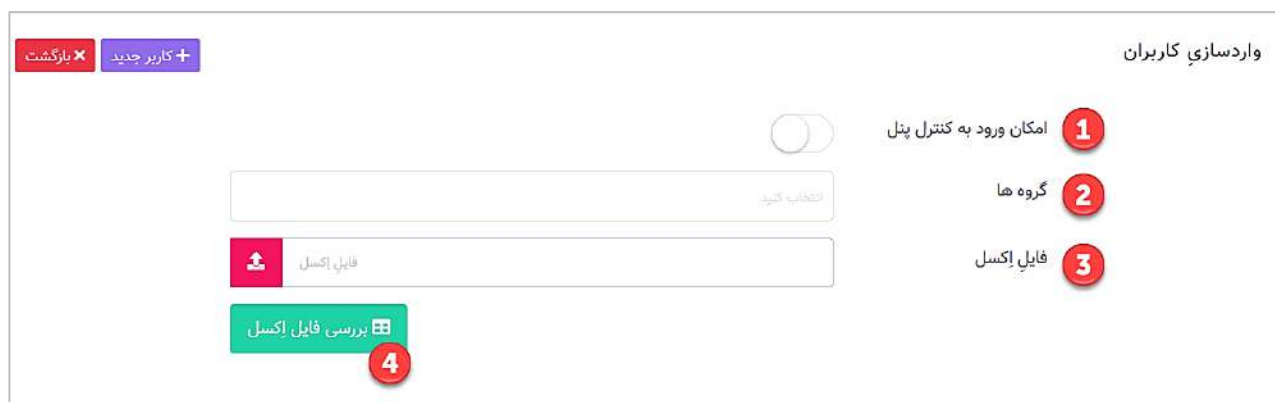 واردسازیِ کاربران
+ کاربر جدید
× بازگشت
1 امکان ورود به کنترل پنل
2 گروه ها
انتخاب کنید.
3 فایلِ اِکسل
فایلِ اِکسل
بررسی فایل اِکسل
4